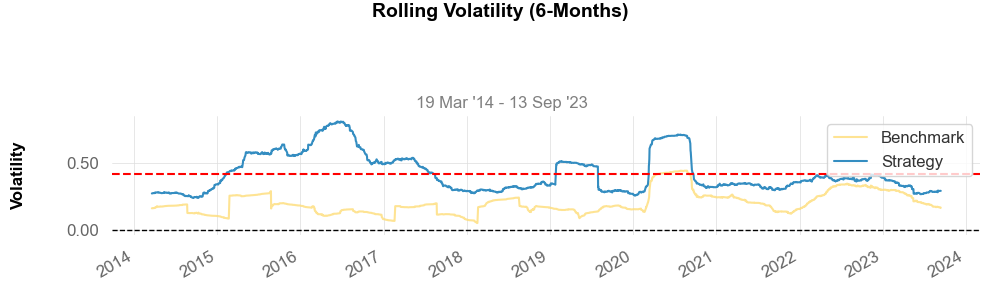 Rolling Volatility (6-Months)
19 Mar '14 - 13 Sep '23
Volatility
0.50
0.00
Benchmark
Strategy
2014 2015 2016 2017 2018 2019 2020 2021 2022 2023 2024